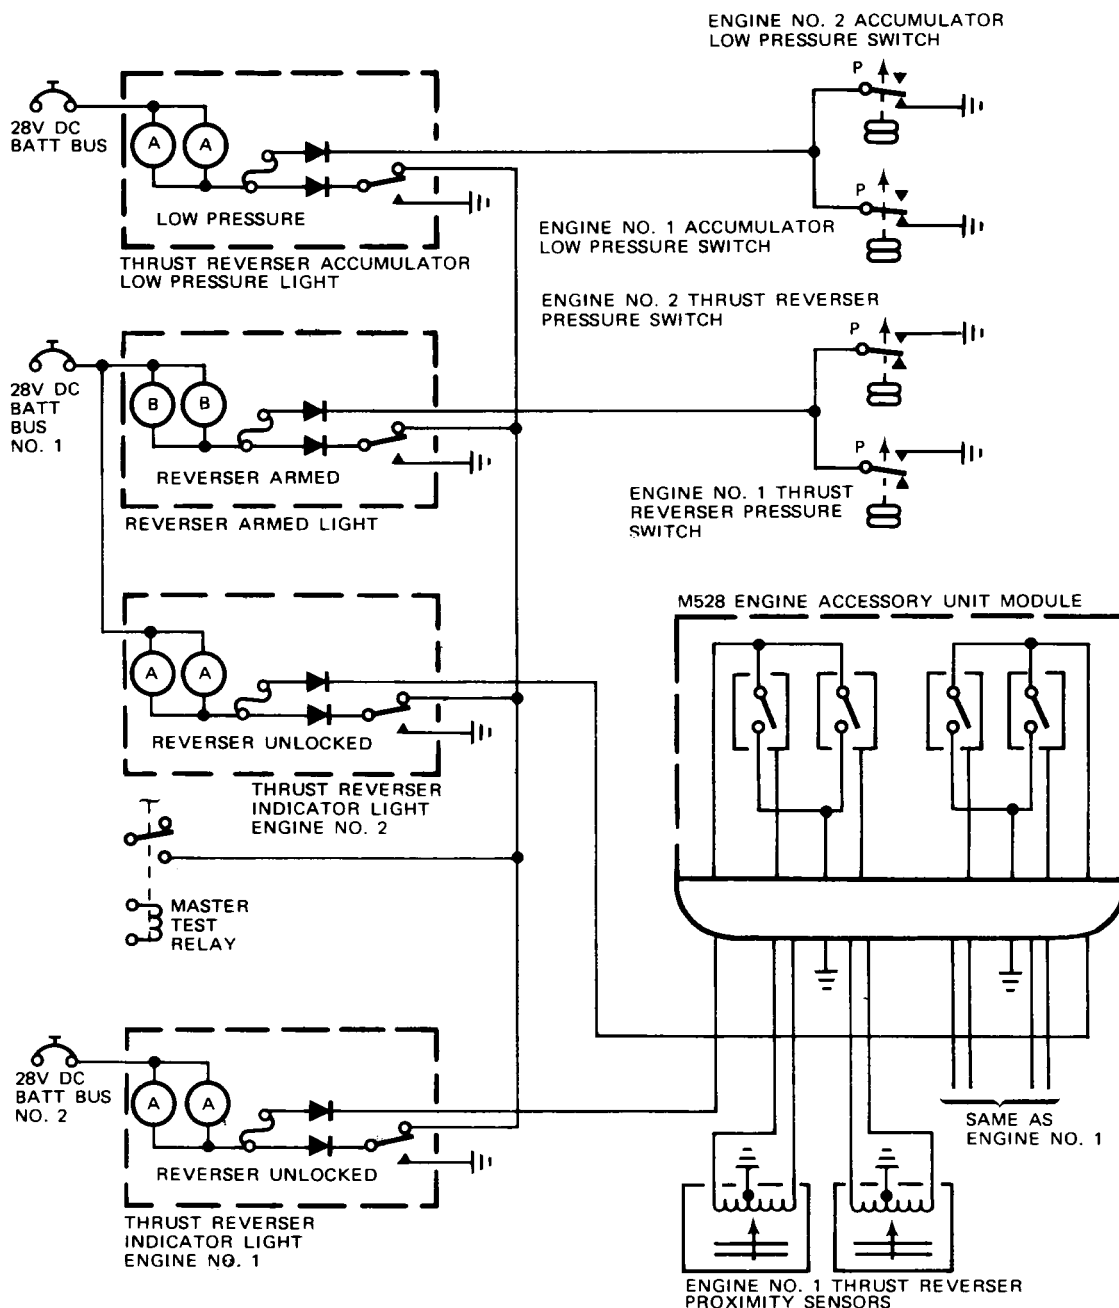 ENGINE NO. 2 ACCUMULATOR
LOW PRESSURE SWITCH
28V DC
BATT BUS
A
A
LOW PRESSURE
THRUST REVERSER ACCUMULATOR
LOW PRESSURE LIGHT
P
P
ENGINE NO. 1 ACCUMULATOR
LOW PRESSURE SWITCH
ENGINE NO. 2 THRUST REVERSER
PRESSURE SWITCH
28V DC
BATT
BUS
NO. 1
B
B
REVERSER ARMED
REVERSER ARMED LIGHT
P
P
ENGINE NO. 1 THRUST
REVERSER PRESSURE
SWITCH
A
A
REVERSER UNLOCKED
THRUST REVERSER
INDICATOR LIGHT
ENGINE NO. 2
M528 ENGINE ACCESSORY UNIT MODULE
MASTER
TEST
RELAY
28V DC
BATT BUS
NO. 2
A
A
REVERSER UNLOCKED
THRUST REVERSER
INDICATOR LIGHT
ENGINE NO. 1
SAME AS
ENGINE NO. 1
ENGINE NO. 1 THRUST REVERSER
PROXIMITY SENSORS